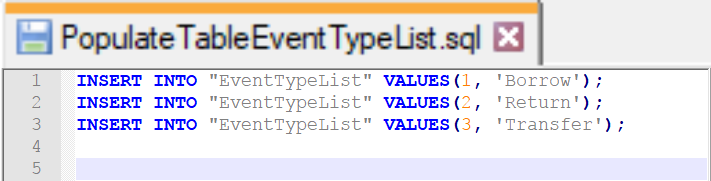 PopulateTableEventTypeList.sql
1 INSERT INTO "EventTypeList" VALUES(1, 'Borrow');
2 INSERT INTO "EventTypeList" VALUES(2, 'Return');
3 INSERT INTO "EventTypeList" VALUES(3, 'Transfer');
4
5